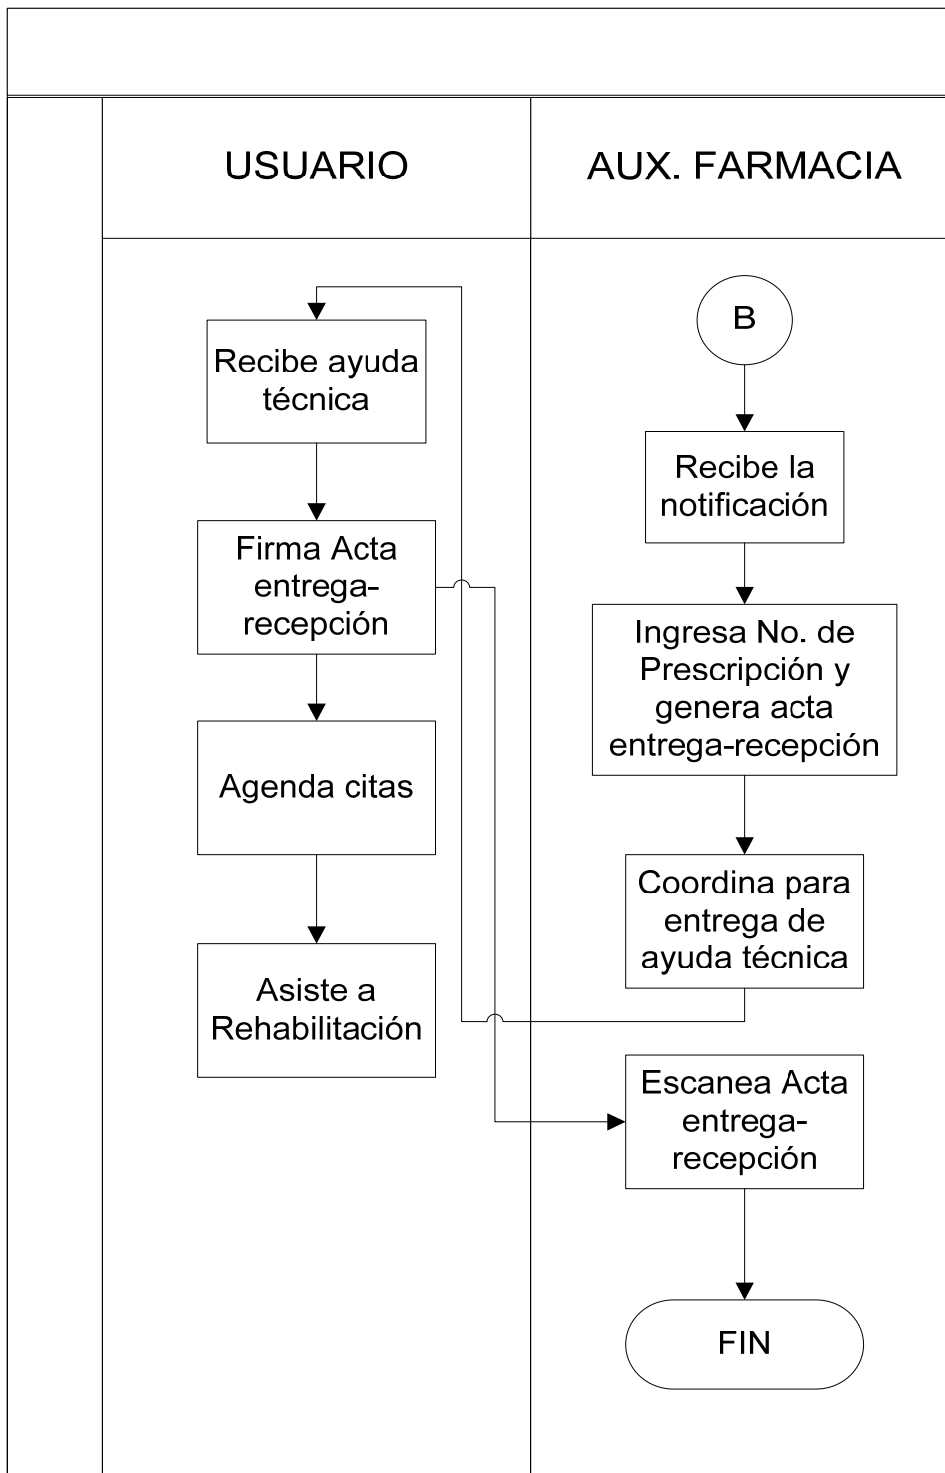 USUARIO
AUX. FARMACIA
Recibe ayuda
técnica
Firma Acta
entrega-
recepción
Agenda citas
Asiste a
Rehabilitación
B
Recibe la
notificación
Ingresa No. de
Prescripción y
genera acta
entrega-recepción
Coordina para
entrega de
ayuda técnica
Escanea Acta
entrega-
recepción
FIN